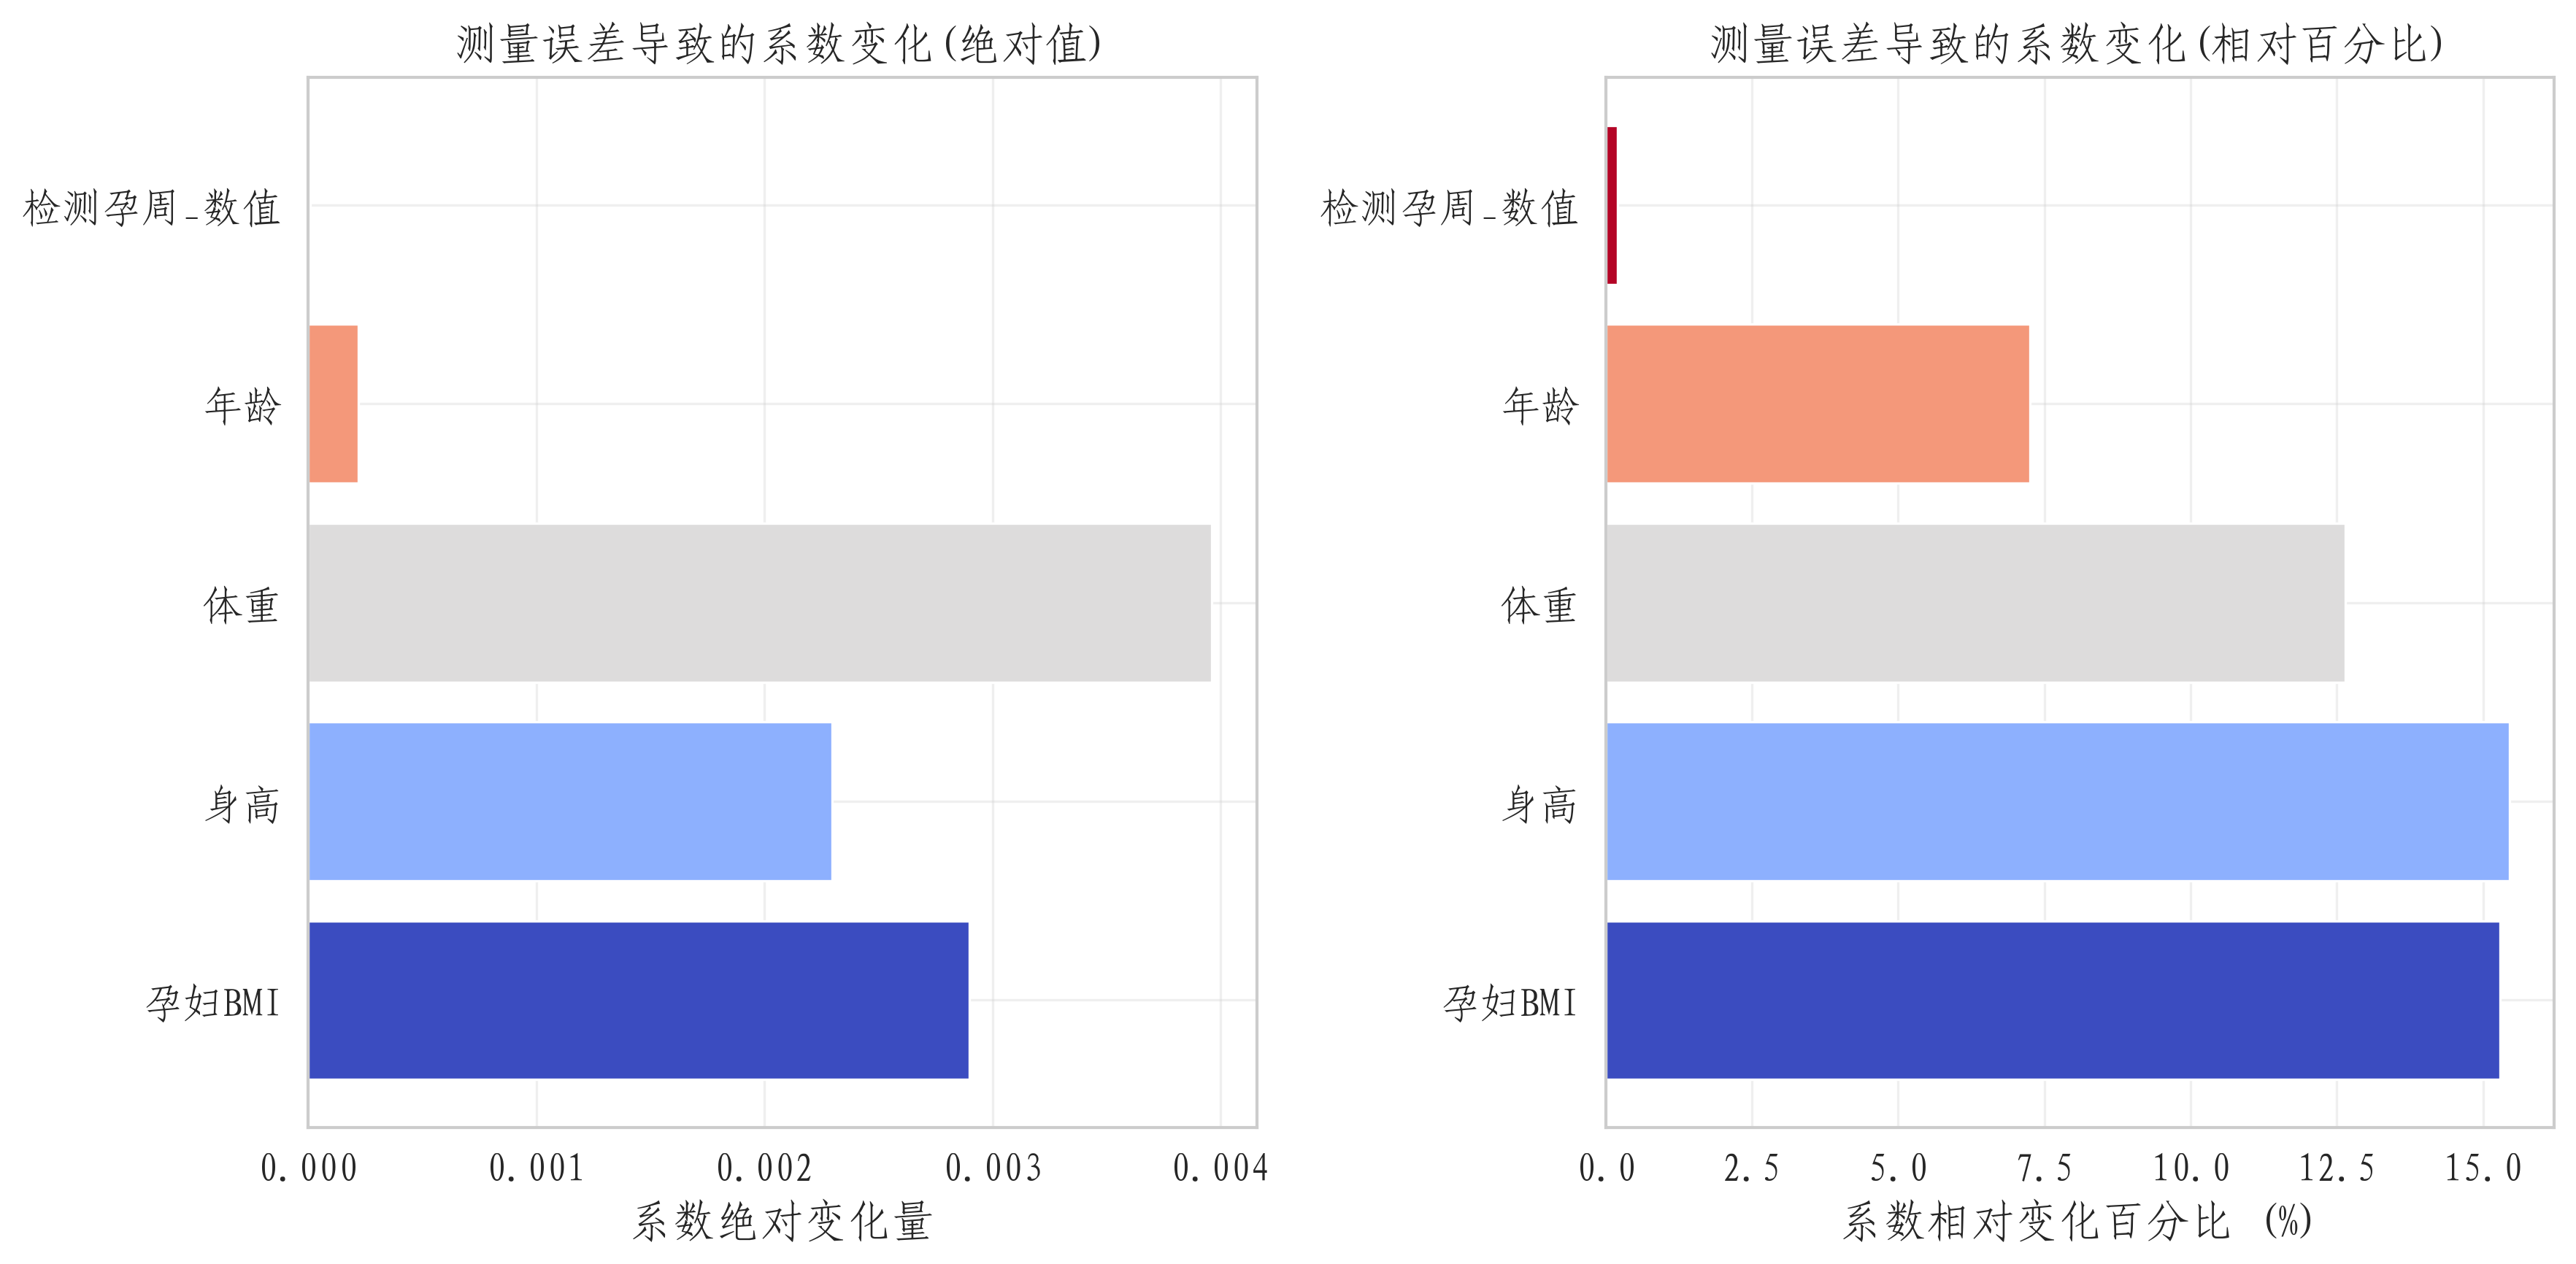 测量误差导致的系数变化(绝对值)
检测孕周_数值
年龄
体重
身高
孕妇BMI
0.000 0.001 0.002 0.003 0.004
系数绝对变化量
测量误差导致的系数变化(相对百分比)
检测孕周_数值
年龄
体重
身高
孕妇BMI
0.0 2.5 5.0 7.5 10.0 12.5 15.0
系数相对变化百分比 (%)